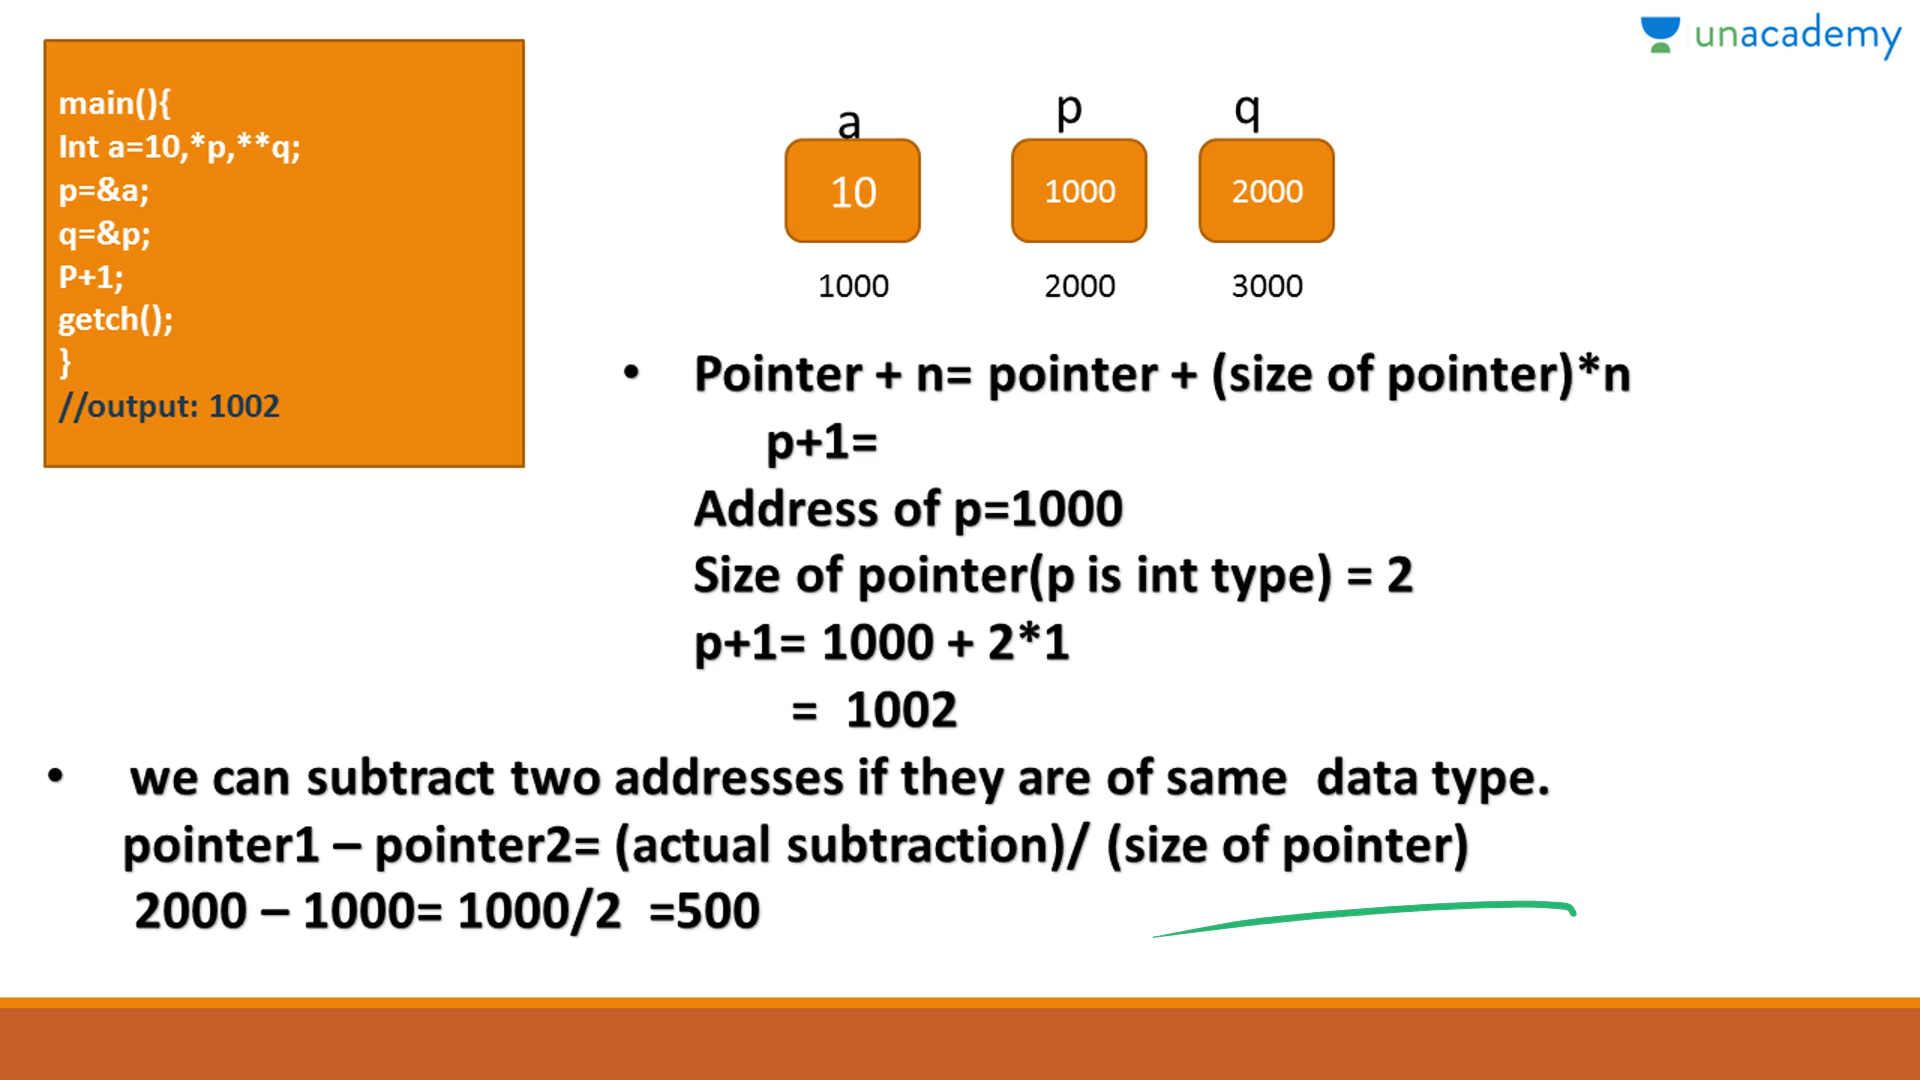 unacademy
main(){
Int a=10,*p,**q;
p=&a;
q=&p;
P+1;
getch();
}
//output: 1002
a p q
10 1000 2000
1000 2000 3000
• Pointer + n= pointer + (size of pointer)*n
p+1=
Address of p=1000
Size of pointer(p is int type) = 2
p+1= 1000 + 2*1
= 1002
• we can subtract two addresses if they are of same data type.
pointer1 – pointer2= (actual subtraction)/ (size of pointer)
2000 – 1000= 1000/2 =500